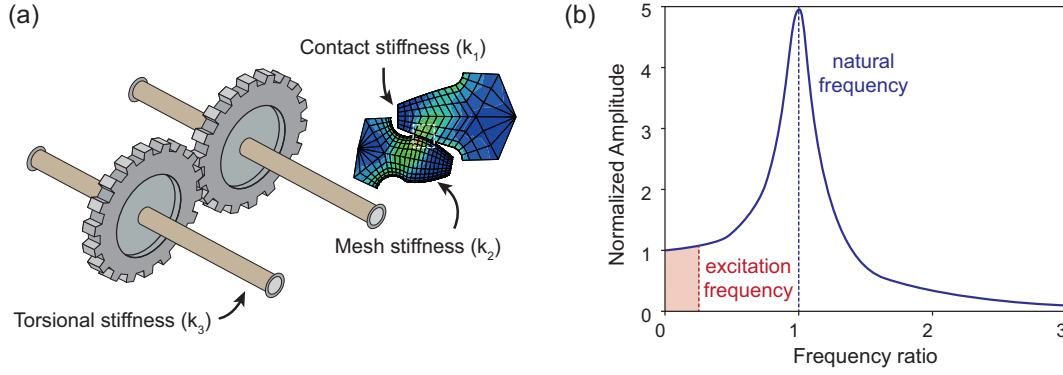 (a)
Contact stiffness (k1)
Mesh stiffness (k2)
Torsional stiffness (k3)
(b)
Normalized Amplitude
5
4
5
3
2
1
0
natural
frequency
excitation
frequency
0
1
2
3
Frequency ratio